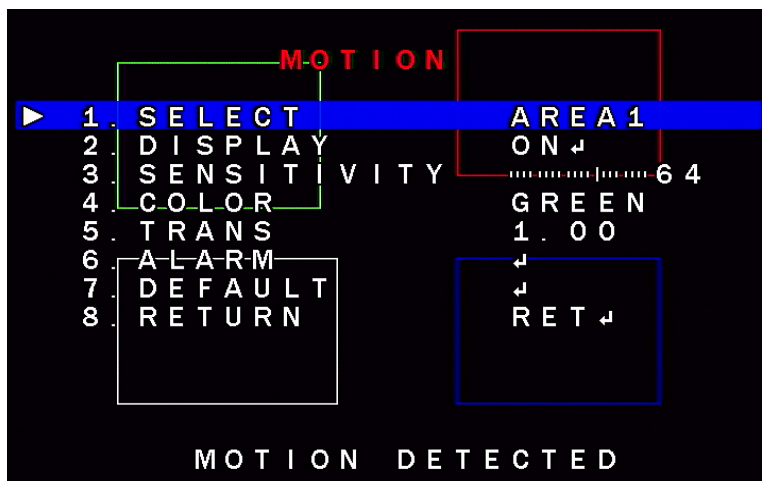 MOTION
1. SELECT AREA1
2. DISPLAY ON↵
3. SENSITIVITY 64
4. COLOR GREEN
5. TRANS 1.00
6. ALARM ↵
7. DEFAULT ↵
8. RETURN RET↵
MOTION DETECTED